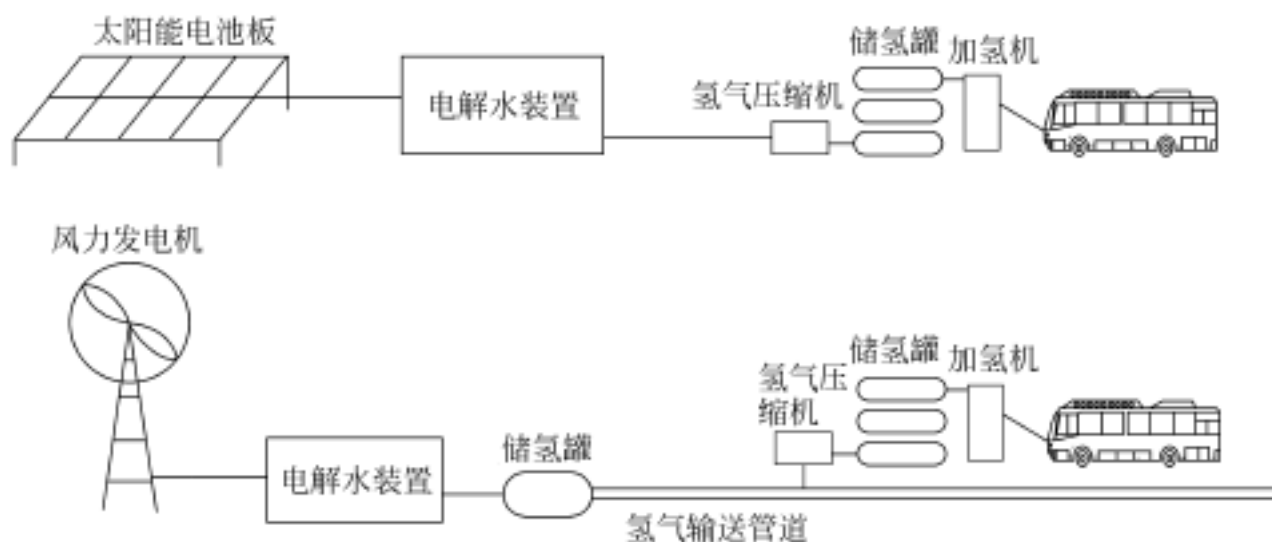 太阳能电池板
电解水装置
氢气压缩机
储氢罐
加氢机
风力发电机
电解水装置
储氢罐
氢气输送管道
氢气压
缩机
储氢罐
加氢机